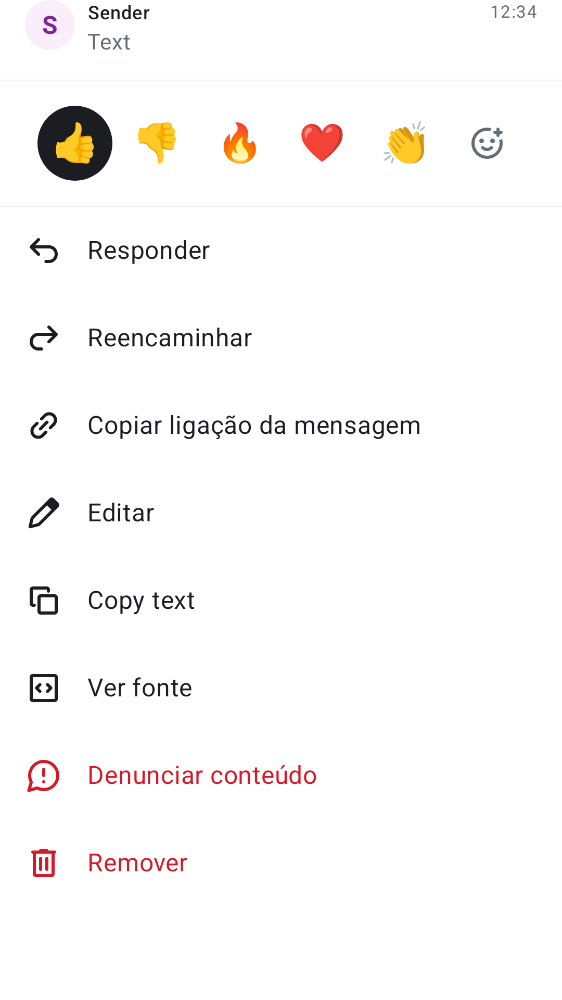 S
Sender
12:34
Text
Responder
Reencaminhar
Copiar ligação da mensagem
Editar
Copy text
Ver fonte
Denunciar conteúdo
Remover